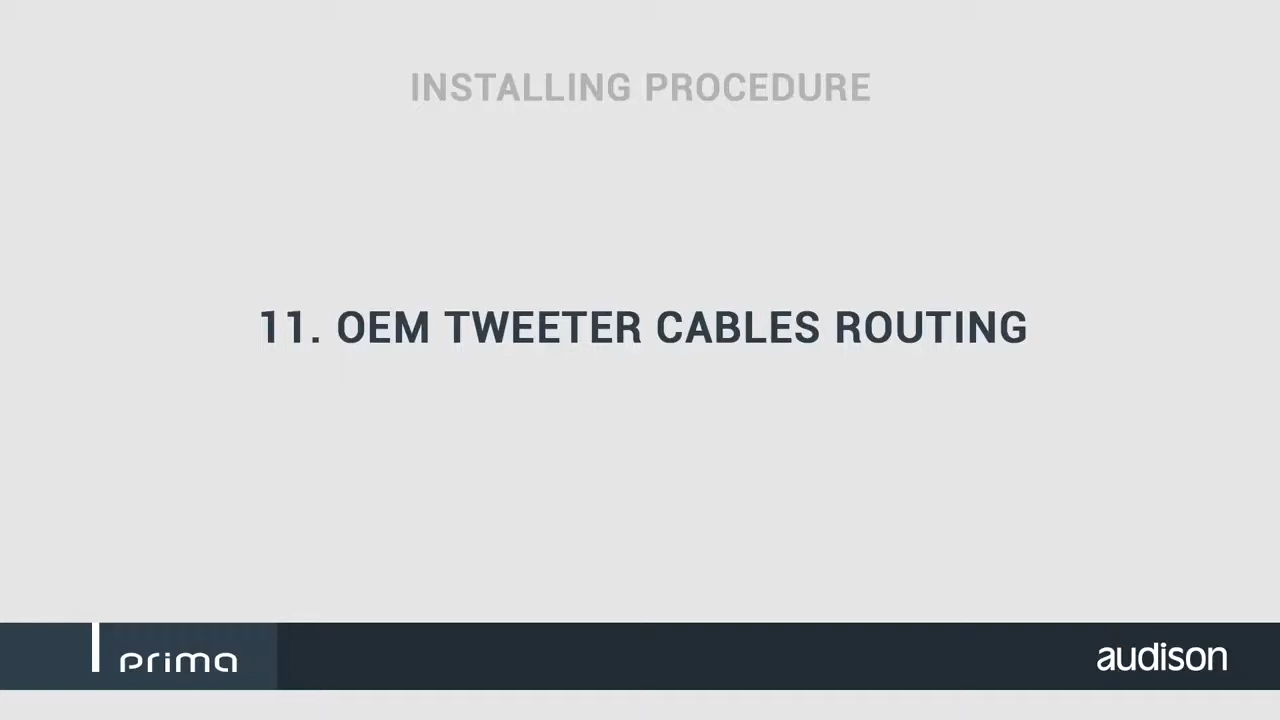 INSTALLING PROCEDURE
11. OEM TWEETER CABLES ROUTING
prima
audison